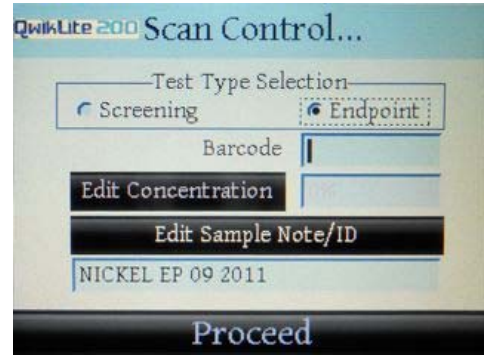 QwikLite 200 Scan Control...
Test Type Selection
Screening Endpoint
Barcode
Edit Concentration
Edit Sample Note/ID
NICKEL EP 09 2011
Proceed